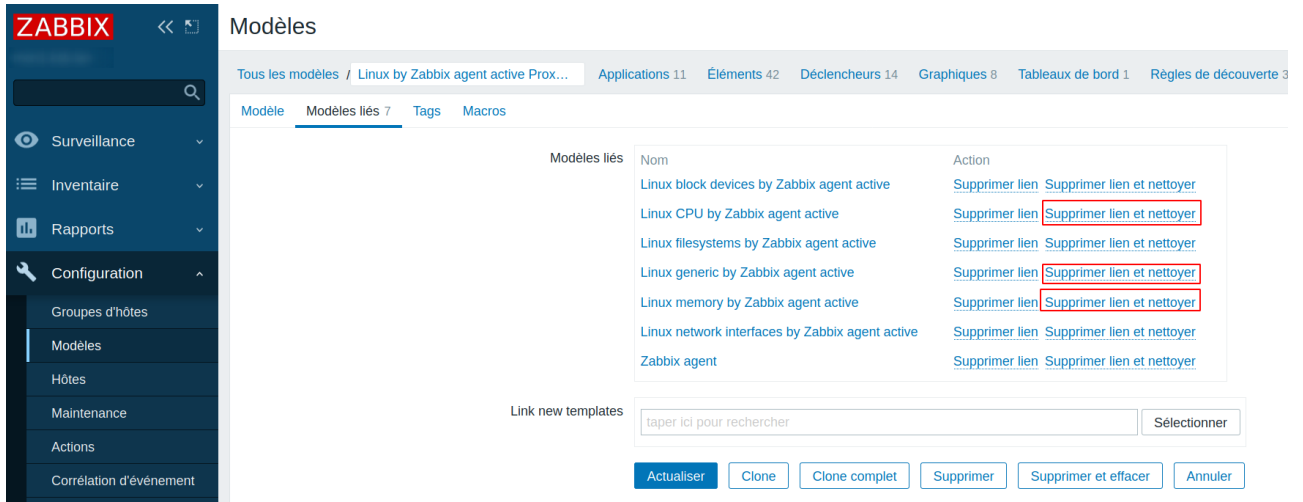 ZABBIX
Modèles
Tous les modèles / Linux by Zabbix agent active Prox… Applications 11 Éléments 42 Déclencheurs 14 Graphiques 8 Tableaux de bord 1 Règles de découverte 3
Modèle Modèles liés 7 Tags Macros
Surveillance
Inventaire
Rapports
Configuration
Groupes d'hôtes
Modèles
Hôtes
Maintenance
Actions
Corrélation d'événement
Modèles liés
Nom Action
Linux block devices by Zabbix agent active Supprimer lien Supprimer lien et nettoyer
Linux CPU by Zabbix agent active Supprimer lien Supprimer lien et nettoyer
Linux filesystems by Zabbix agent active Supprimer lien Supprimer lien et nettoyer
Linux generic by Zabbix agent active Supprimer lien Supprimer lien et nettoyer
Linux memory by Zabbix agent active Supprimer lien Supprimer lien et nettoyer
Linux network interfaces by Zabbix agent active Supprimer lien Supprimer lien et nettoyer
Zabbix agent Supprimer lien Supprimer lien et nettoyer
Link new templates taper ici pour rechercher Sélectionner
Actualiser Clone Clone complet Supprimer Supprimer et effacer Annuler